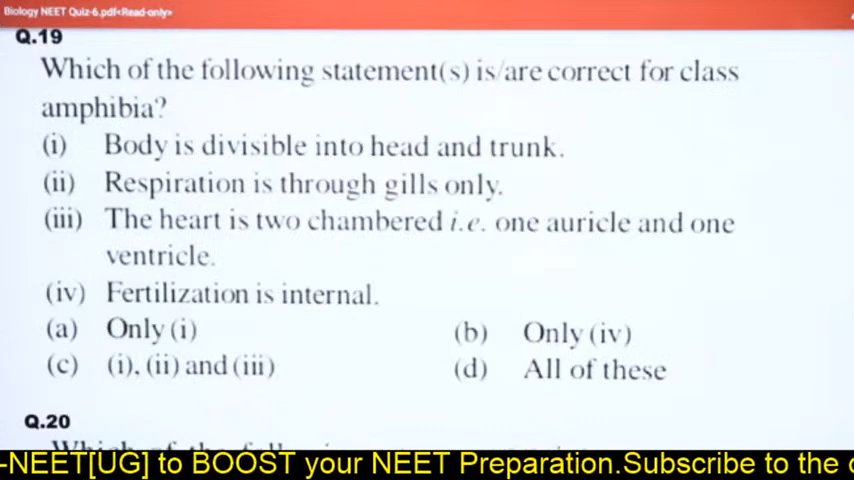 Biology NEET Quiz-6.pdf<Read-only>
Q.19
Which of the following statement(s) is/are correct for class
amphibia?
(i) Body is divisible into head and trunk.
(ii) Respiration is through gills only.
(iii) The heart is two chambered i.e. one auricle and one
ventricle.
(iv) Fertilization is internal.
(a) Only (i) (b) Only (iv)
(c) (i), (ii) and (iii) (d) All of these
Q.20
Which of the
-NEET[UG] to BOOST your NEET Preparation.Subscribe to the